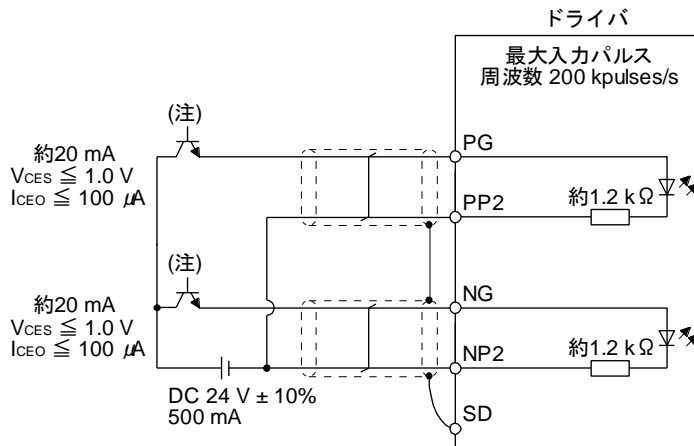 ドライバ
最大入力パルス
周波数 200 kpulses/s
(注)
約20 mA
VCES ≦ 1.0 V
ICEO ≦ 100 μA
PG
PP2
約1.2 kΩ
(注)
約20 mA
VCES ≦ 1.0 V
ICEO ≦ 100 μA
NG
NP2
約1.2 kΩ
DC 24 V ± 10%
500 mA
SD